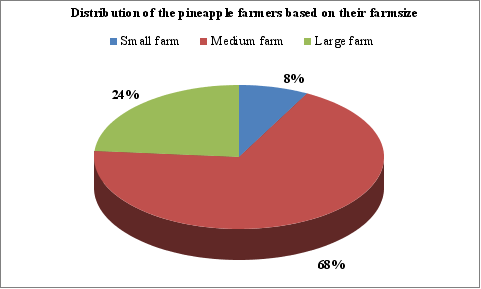 Distribution of the pineapple farmers based on their farmsize
Small farm Medium farm Large farm
8%
24%
68%